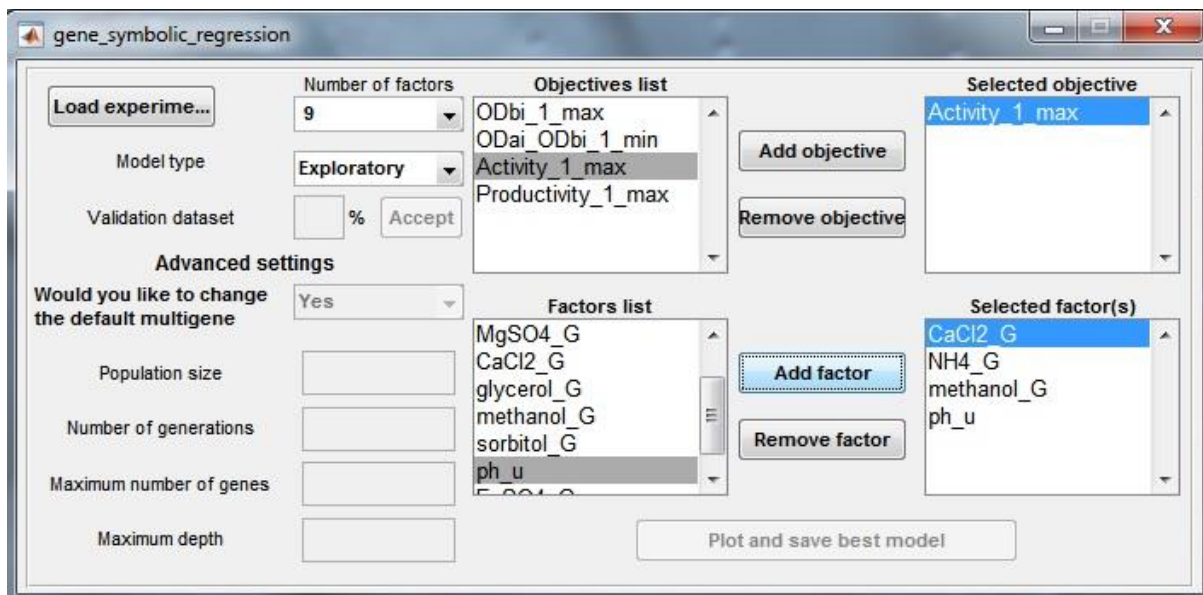 gene_symbolic_regression
Load experime...
Number of factors
9
Model type
Exploratory
Validation dataset
%
Accept
Advanced settings
Would you like to change
the default multigene
Yes
Population size
Number of generations
Maximum number of genes
Maximum depth
Objectives list
ODbi_1_max
ODai_ODbi_1_min
Activity_1_max
Productivity_1_max
Add objective
Remove objective
Selected objective
Activity_1_max
Factors list
MgSO4_G
CaCl2_G
glycerol_G
methanol_G
sorbitol_G
ph_u
Add factor
Remove factor
Selected factor(s)
CaCl2_G
NH4_G
methanol_G
ph_u
Plot and save best model